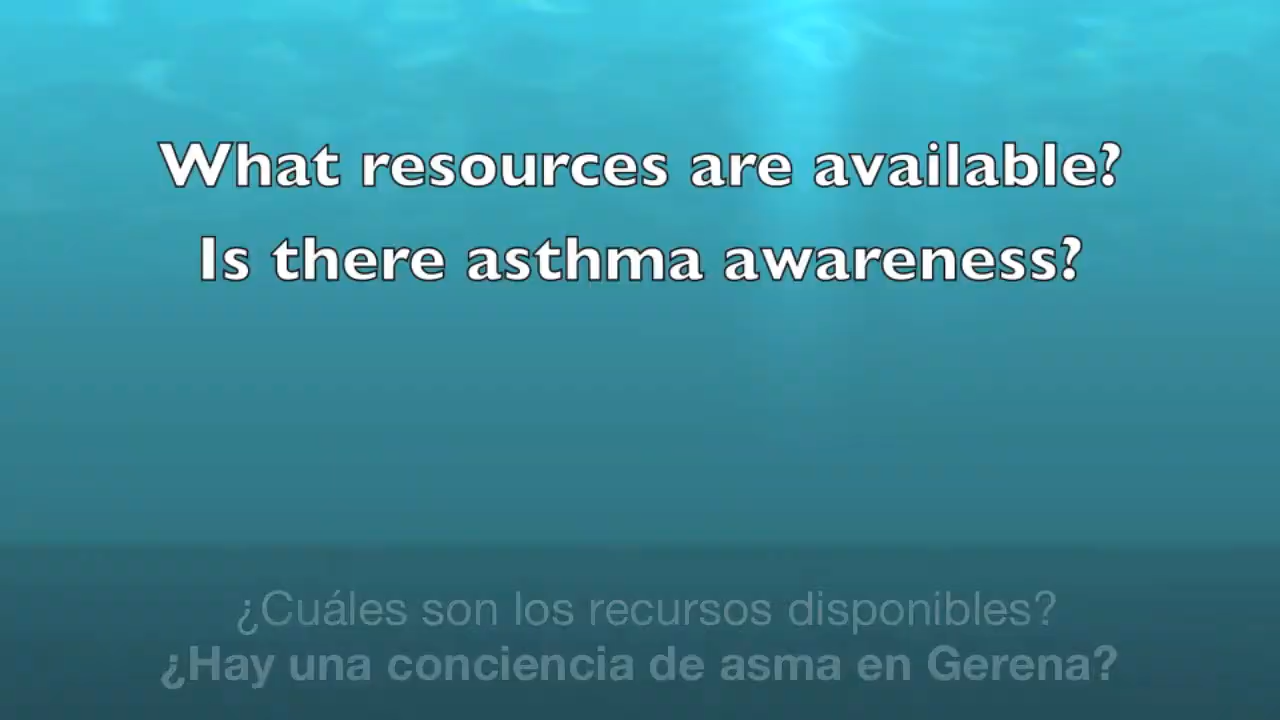 What resources are available?
Is there asthma awareness?
¿Cuáles son los recursos disponibles?
¿Hay una conciencia de asma en Gerena?